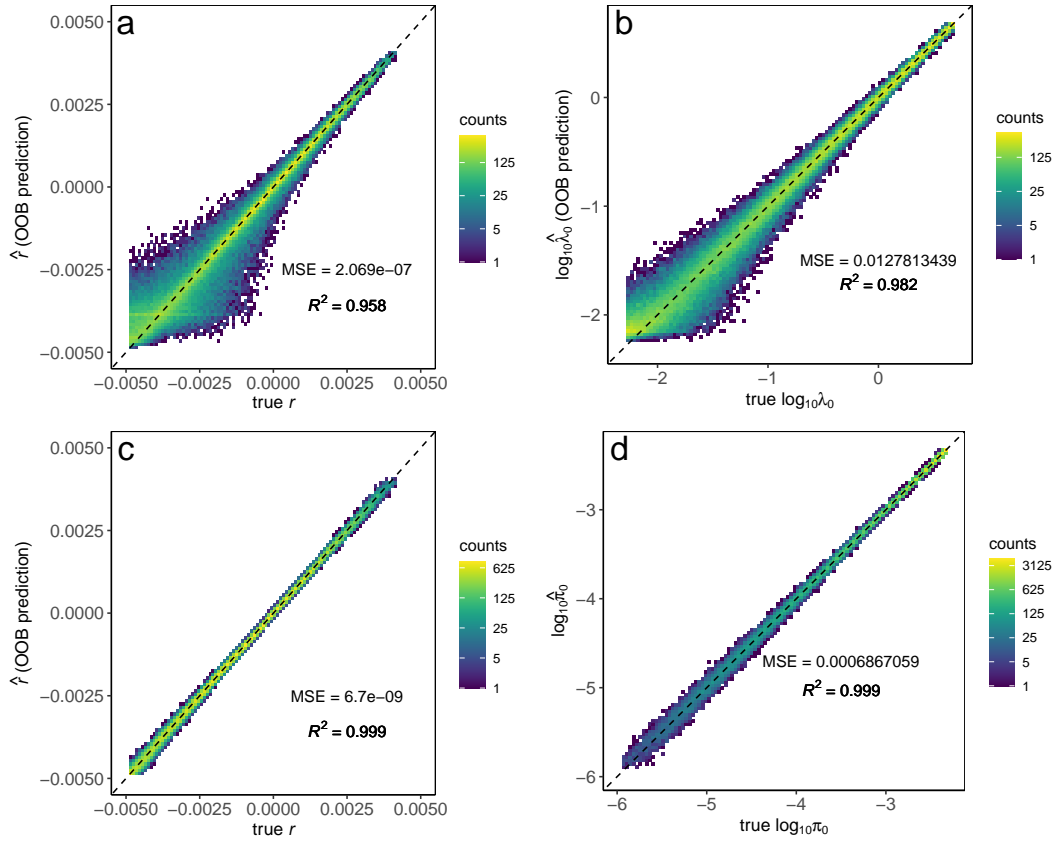 a
r̂ (OOB prediction)
0.0050
0.0025
0.0000
−0.0025
−0.0050
−0.0050 −0.0025 0.0000 0.0025 0.0050
true r
MSE = 2.069e−07
R² = 0.958
counts
125
25
5
1
b
log₁₀λ̂₀ (OOB prediction)
0
−1
−2
−2 −1 0
true log₁₀λ₀
MSE = 0.0127813439
R² = 0.982
counts
125
25
5
1
c
r̂ (OOB prediction)
0.0050
0.0025
0.0000
−0.0025
−0.0050
−0.0050 −0.0025 0.0000 0.0025 0.0050
true r
MSE = 6.7e−09
R² = 0.999
counts
625
125
25
5
1
d
log₁₀π̂₀
−3
−4
−5
−6
−6 −5 −4 −3
true log₁₀π₀
MSE = 0.0006867059
R² = 0.999
counts
3125
625
125
25
5
1